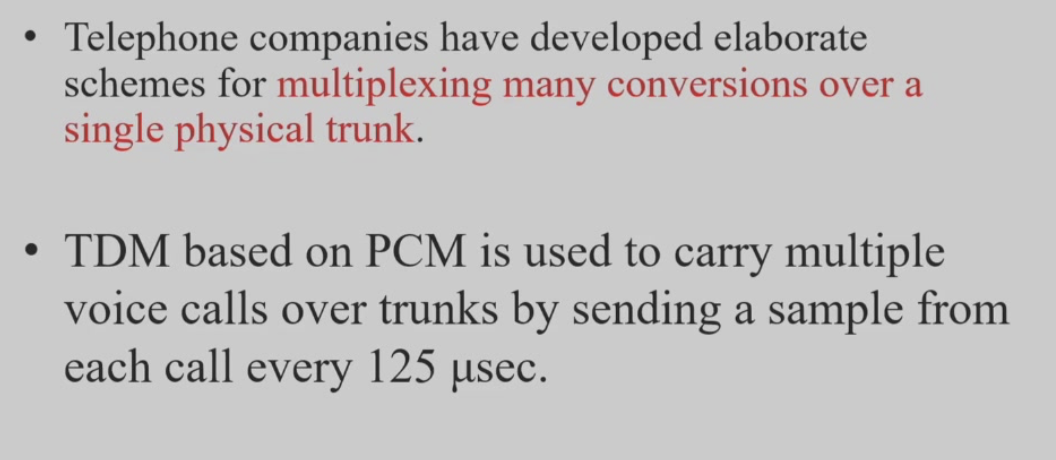 • Telephone companies have developed elaborate
schemes for multiplexing many conversions over a
single physical trunk.
• TDM based on PCM is used to carry multiple
voice calls over trunks by sending a sample from
each call every 125 μsec.